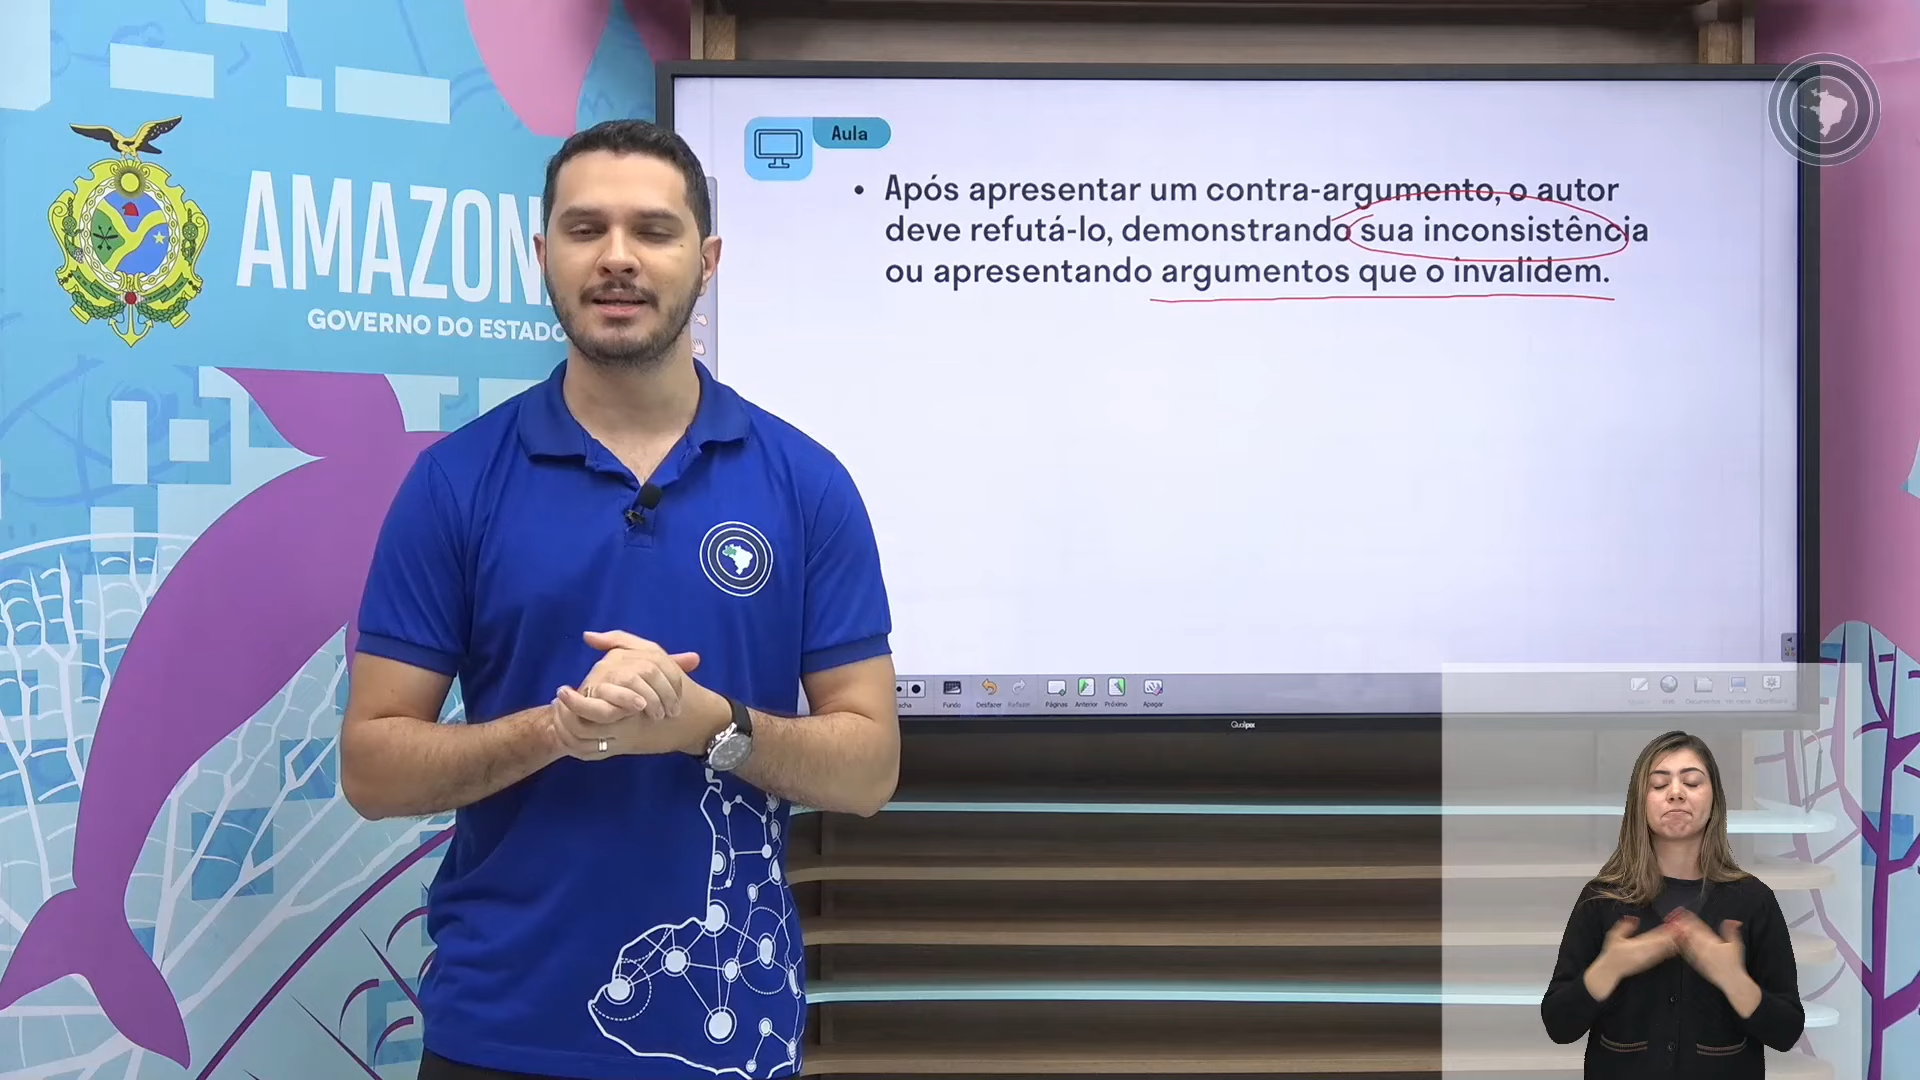 AMAZON
GOVERNO DO ESTADO
Aula
• Após apresentar um contra-argumento, o autor
deve refutá-lo, demonstrando sua inconsistência
ou apresentando argumentos que o invalidem.
Fundo
Desfazer
Refazer
Páginas
Anterior
Próximo
Apagar